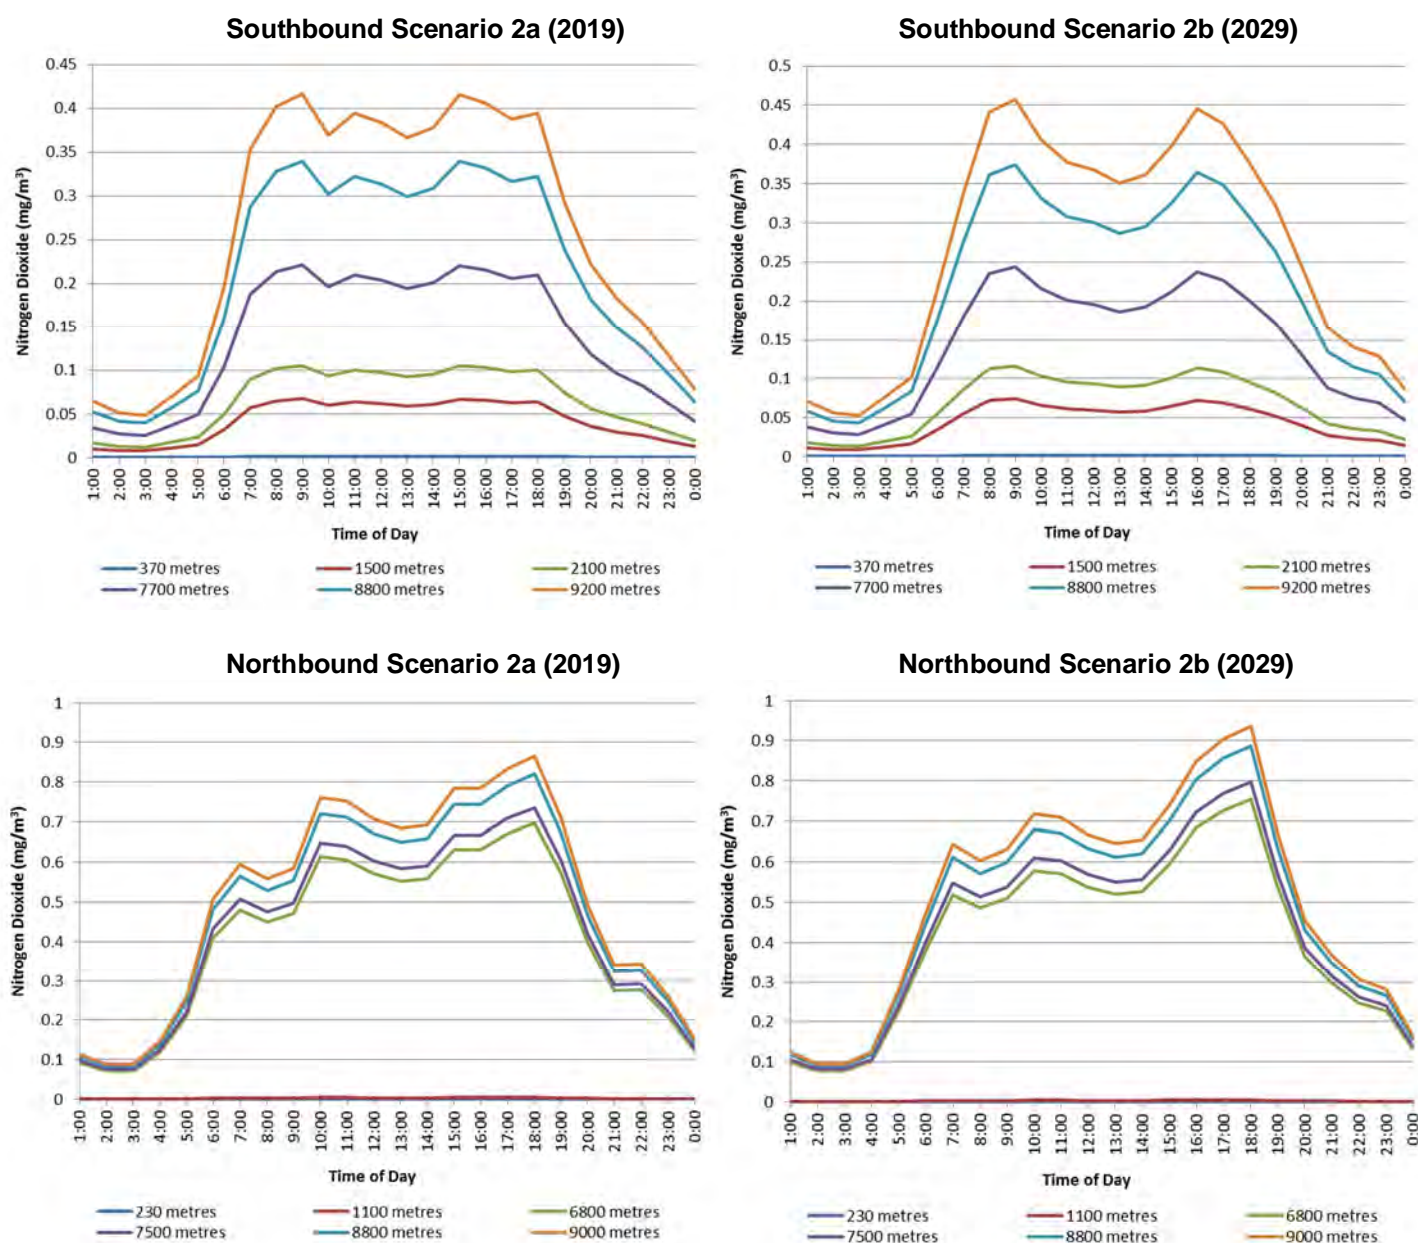 Southbound Scenario 2a (2019)
Nitrogen Dioxide (mg/m³)
0.45
0.4
0.35
0.3
0.25
0.2
0.15
0.1
0.05
0
1:00 2:00 3:00 4:00 5:00 6:00 7:00 8:00 9:00 10:00 11:00 12:00 13:00 14:00 15:00 16:00 17:00 18:00 19:00 20:00 21:00 22:00 23:00 0:00
Time of Day
370 metres 1500 metres 2100 metres
7700 metres 8800 metres 9200 metres
Southbound Scenario 2b (2029)
Nitrogen Dioxide (mg/m³)
0.5
0.45
0.4
0.35
0.3
0.25
0.2
0.15
0.1
0.05
0
1:00 2:00 3:00 4:00 5:00 6:00 7:00 8:00 9:00 10:00 11:00 12:00 13:00 14:00 15:00 16:00 17:00 18:00 19:00 20:00 21:00 22:00 23:00 0:00
Time of Day
370 metres 1500 metres 2100 metres
7700 metres 8800 metres 9200 metres
Northbound Scenario 2a (2019)
Nitrogen Dioxide (mg/m³)
1
0.9
0.8
0.7
0.6
0.5
0.4
0.3
0.2
0.1
0
1:00 2:00 3:00 4:00 5:00 6:00 7:00 8:00 9:00 10:00 11:00 12:00 13:00 14:00 15:00 16:00 17:00 18:00 19:00 20:00 21:00 22:00 23:00 0:00
Time of Day
230 metres 1100 metres 6800 metres
7500 metres 8800 metres 9000 metres
Northbound Scenario 2b (2029)
Nitrogen Dioxide (mg/m³)
1
0.9
0.8
0.7
0.6
0.5
0.4
0.3
0.2
0.1
0
1:00 2:00 3:00 4:00 5:00 6:00 7:00 8:00 9:00 10:00 11:00 12:00 13:00 14:00 15:00 16:00 17:00 18:00 19:00 20:00 21:00 22:00 23:00 0:00
Time of Day
230 metres 1100 metres 6800 metres
7500 metres 8800 metres 9000 metres